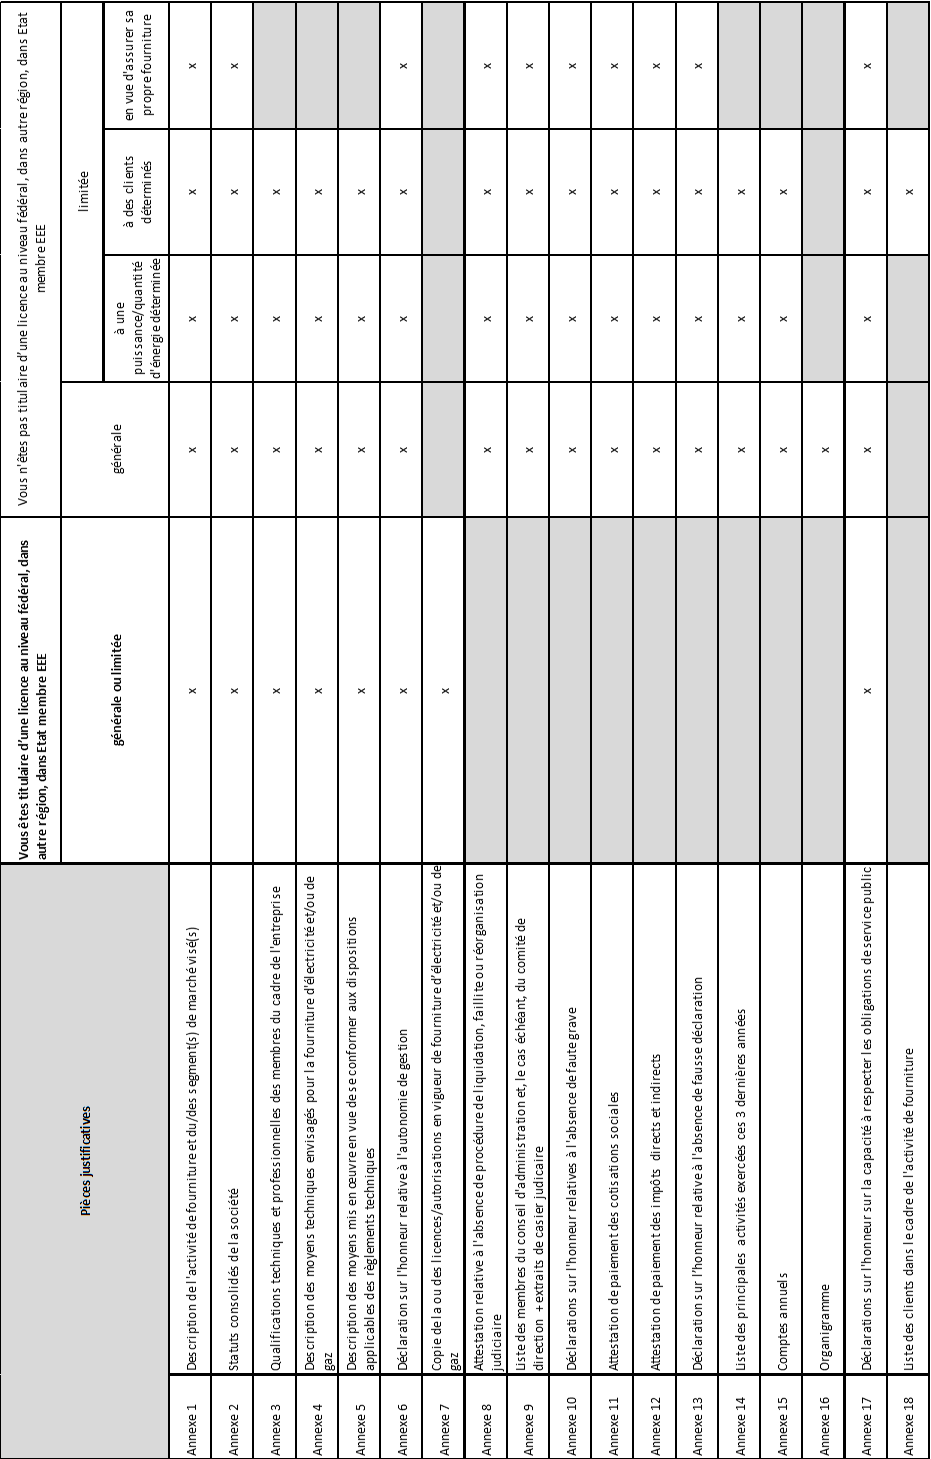 Pièces justificatives
Vous êtes titulaire d'une licence au niveau fédéral, dans
autre région, dans Etat membre EEE
Vous n'êtes pas titulaire d'une licence au niveau fédéral, dans autre région, dans Etat
membre EEE
générale ou limitée
générale
limitée
à une
puissance/quantité
d'énergie déterminée
à des clients
déterminés
en vue d'assurer sa
propre fourniture
Annexe 1 Description de l'activité de fourniture et du/des segment(s) de marché visé(s) x x x x x
Annexe 2 Statuts consolidés de la société x x x x x
Annexe 3 Qualifications techniques et professionnelles des membres du cadre de l'entreprise x x x x
Annexe 4 Description des moyens techniques envisagés pour la fourniture d'électricité et/ou de
gaz x x x x
Annexe 5 Description des moyens mis en œuvre en vue de se conformer aux dispositions
applicables des règlements techniques x x x x
Annexe 6 Déclaration sur l'honneur relative à l'autonomie de gestion x x x x x
Annexe 7 Copie de la ou des licences/autorisations en vigueur de fourniture d'électricité et/ou de
gaz x
Annexe 8 Attestation relative à l'absence de procédure de liquidation, faillite ou réorganisation
judiciaire x x x x
Annexe 9 Liste des membres du conseil d'administration et, le cas échéant, du comité de
direction + extraits de casier judicaire x x x x
Annexe 10 Déclarations sur l'honneur relatives à l'absence de faute grave x x x x
Annexe 11 Attestation de paiement des cotisations sociales x x x x
Annexe 12 Attestation de paiement des impôts directs et indirects x x x x
Annexe 13 Déclaration sur l'honneur relative à l'absence de fausse déclaration x x x x
Annexe 14 Liste des principales activités exercées ces 3 dernières années x x x
Annexe 15 Comptes annuels x x x
Annexe 16 Organigramme x
Annexe 17 Déclarations sur l'honneur sur la capacité à respecter les obligations de service public x x x x x
Annexe 18 Liste des clients dans le cadre de l'activité de fourniture x